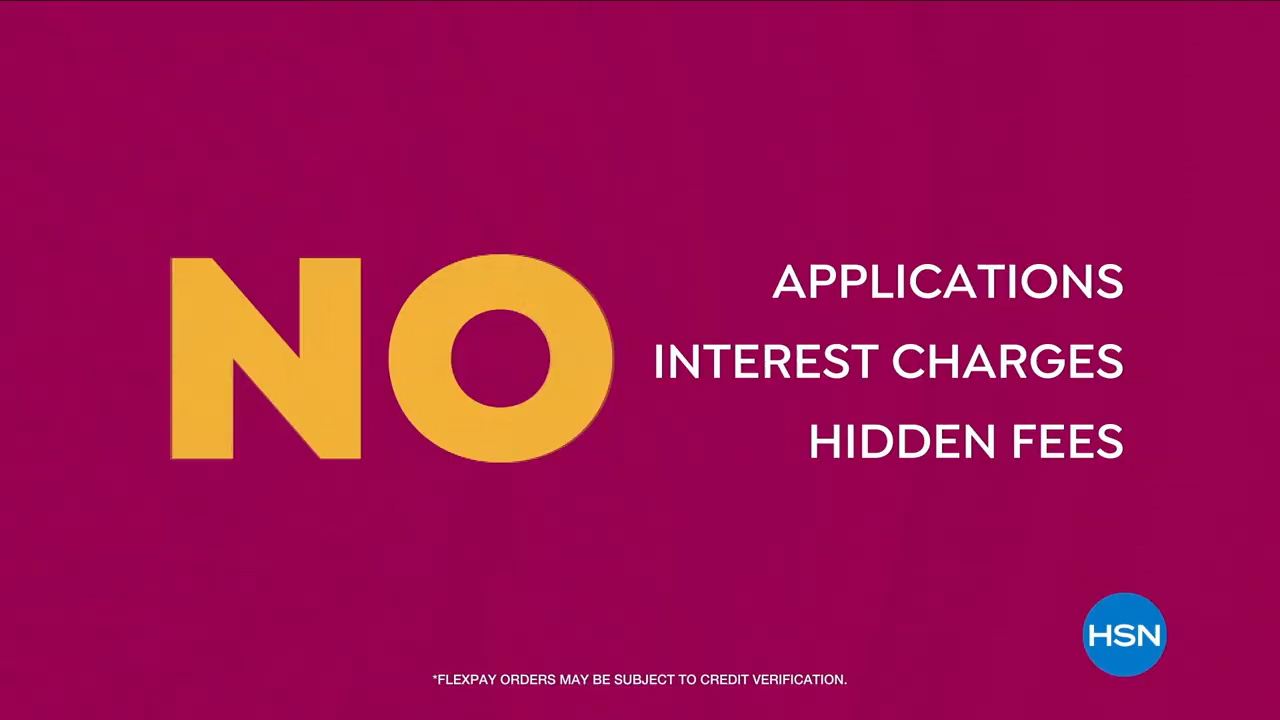 NO
APPLICATIONS
INTEREST CHARGES
HIDDEN FEES
HSN
*FLEXPAY ORDERS MAY BE SUBJECT TO CREDIT VERIFICATION.